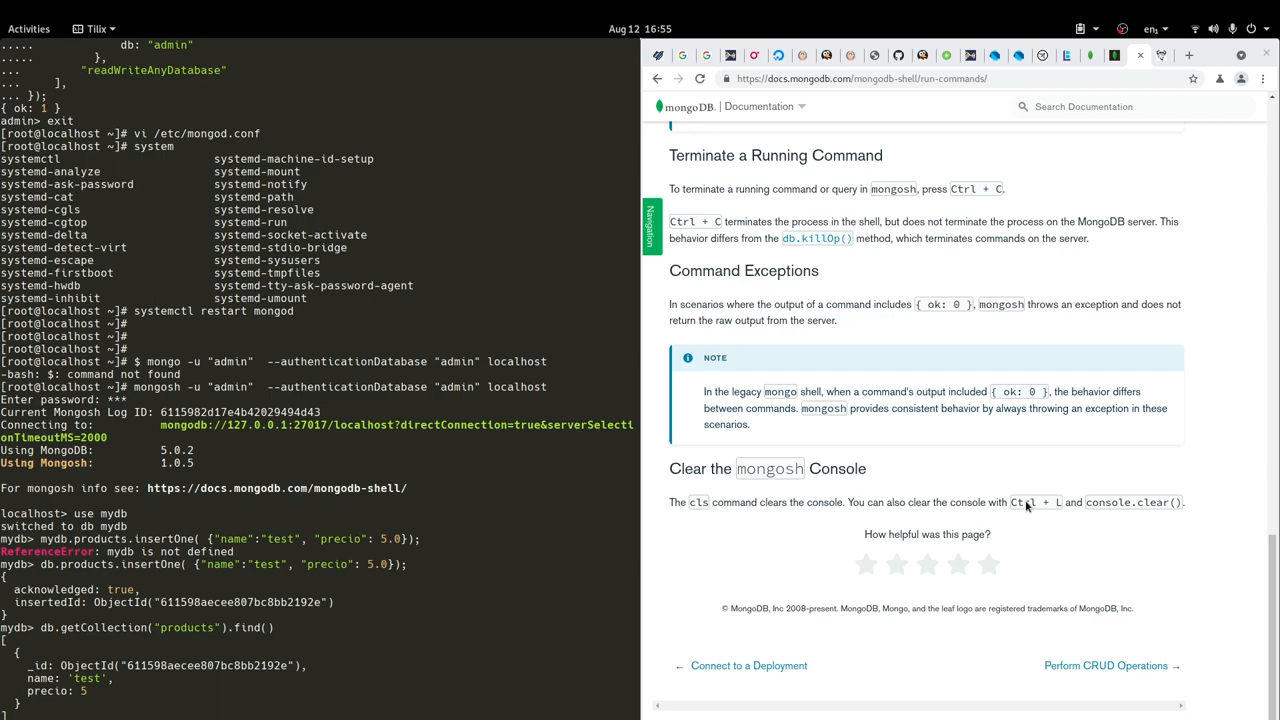 Activities
Tilix
Aug 12 16:55
en₁
..... db: "admin"
..... },
... "readWriteAnyDatabase"
... ],
... });
{ ok: 1 }
admin> exit
[root@localhost ~]# vi /etc/mongod.conf
[root@localhost ~]# system
systemctl systemd-machine-id-setup
systemd-analyze systemd-mount
systemd-ask-password systemd-notify
systemd-cat systemd-path
systemd-cgls systemd-resolve
systemd-cgtop systemd-run
systemd-delta systemd-socket-activate
systemd-detect-virt systemd-stdio-bridge
systemd-escape systemd-sysusers
systemd-firstboot systemd-tmpfiles
systemd-hwdb systemd-tty-ask-password-agent
systemd-inhibit systemd-umount
[root@localhost ~]# systemctl restart mongod
[root@localhost ~]#
[root@localhost ~]#
[root@localhost ~]#
[root@localhost ~]# $ mongo -u "admin" --authenticationDatabase "admin" localhost
-bash: $: command not found
[root@localhost ~]# mongosh -u "admin" --authenticationDatabase "admin" localhost
Enter password: ***
Current Mongosh Log ID: 6115982d17e4b42029494d43
Connecting to: mongodb://127.0.0.1:27017/localhost?directConnection=true&serverSelecti
onTimeoutMS=2000
Using MongoDB: 5.0.2
Using Mongosh: 1.0.5
For mongosh info see: https://docs.mongodb.com/mongodb-shell/
localhost> use mydb
switched to db mydb
mydb> mydb.products.insertOne( {"name":"test", "precio": 5.0});
ReferenceError: mydb is not defined
mydb> db.products.insertOne( {"name":"test", "precio": 5.0});
{
acknowledged: true,
insertedId: ObjectId("611598aecee807bc8bb2192e")
}
mydb> db.getCollection("products").find()
[
{
_id: ObjectId("611598aecee807bc8bb2192e"),
name: 'test',
precio: 5
}
]
https://docs.mongodb.com/mongodb-shell/run-commands/
mongoDB. | Documentation
Search Documentation
Navigation
Terminate a Running Command
To terminate a running command or query in mongosh, press Ctrl + C.
Ctrl + C terminates the process in the shell, but does not terminate the process on the MongoDB server. This
behavior differs from the db.killOp() method, which terminates commands on the server.
Command Exceptions
In scenarios where the output of a command includes { ok: 0 }, mongosh throws an exception and does not
return the raw output from the server.
NOTE
In the legacy mongo shell, when a command's output included { ok: 0 }, the behavior differs
between commands. mongosh provides consistent behavior by always throwing an exception in these
scenarios.
Clear the mongosh Console
The cls command clears the console. You can also clear the console with Ctrl + L and console.clear().
How helpful was this page?
© MongoDB, Inc 2008-present. MongoDB, Mongo, and the leaf logo are registered trademarks of MongoDB, Inc.
← Connect to a Deployment
Perform CRUD Operations →